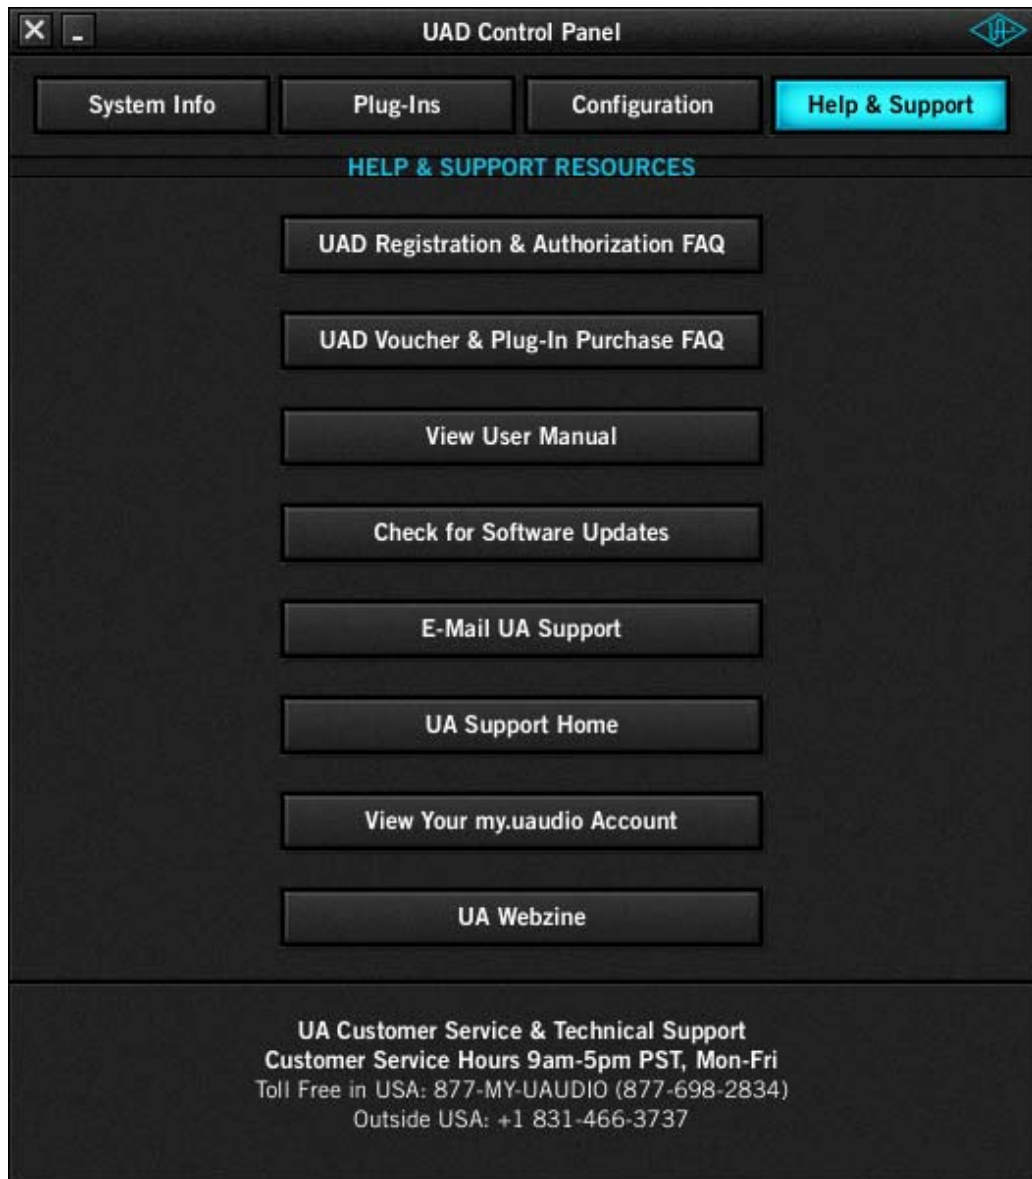 UAD Control Panel
System Info
Plug-Ins
Configuration
Help & Support
HELP & SUPPORT RESOURCES
UAD Registration & Authorization FAQ
UAD Voucher & Plug-In Purchase FAQ
View User Manual
Check for Software Updates
E-Mail UA Support
UA Support Home
View Your my.uaudio Account
UA Webzine
UA Customer Service & Technical Support
Customer Service Hours 9am-5pm PST, Mon-Fri
Toll Free in USA: 877-MY-UAUDIO (877-698-2834)
Outside USA: +1 831-466-3737